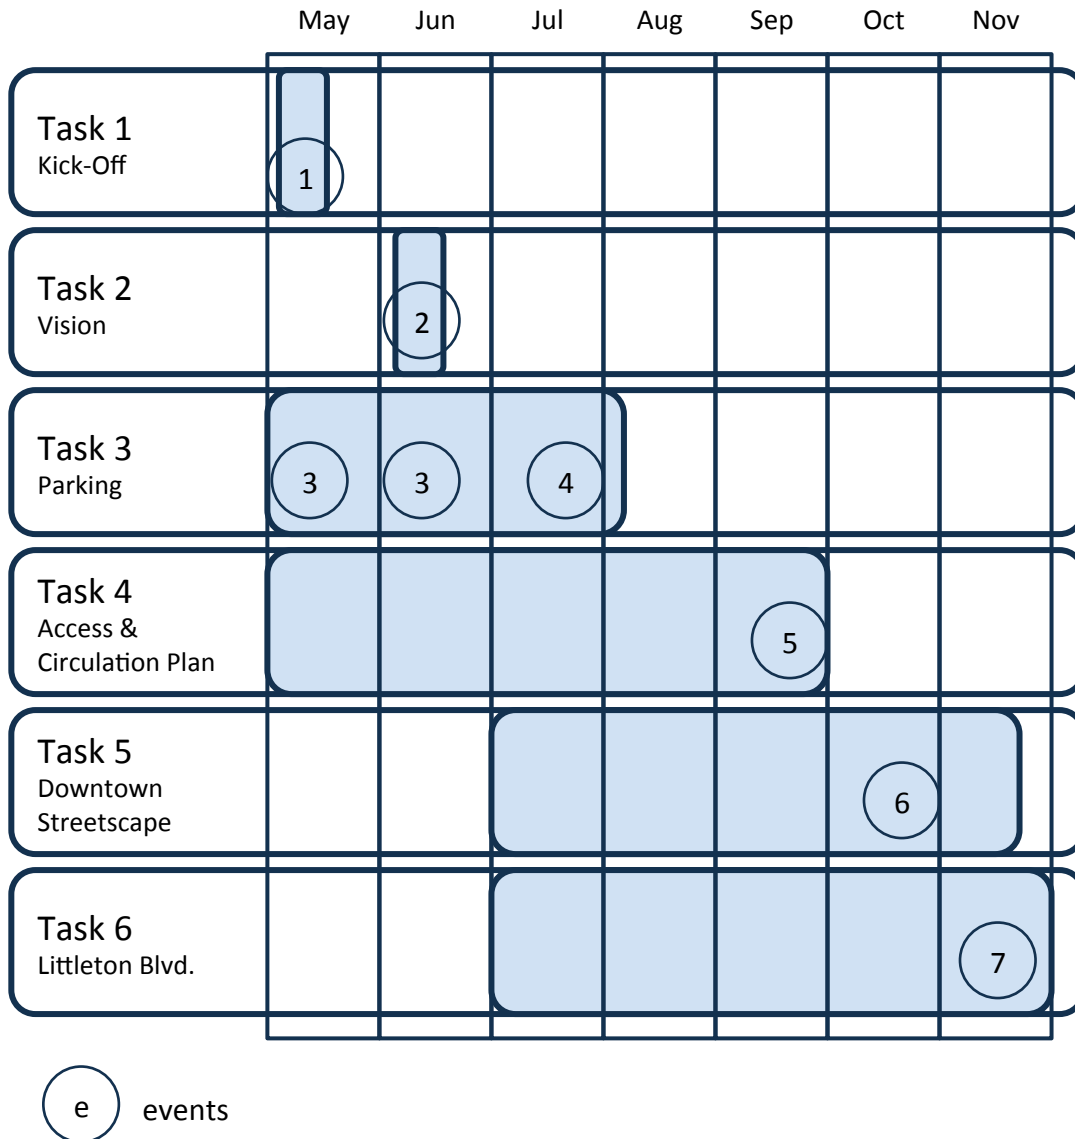 May Jun Jul Aug Sep Oct Nov
Task 1
Kick-Off
1
Task 2
Vision
2
Task 3
Parking
3 3 4
Task 4
Access &
Circulation Plan
5
Task 5
Downtown
Streetscape
6
Task 6
Littleton Blvd.
7
e events